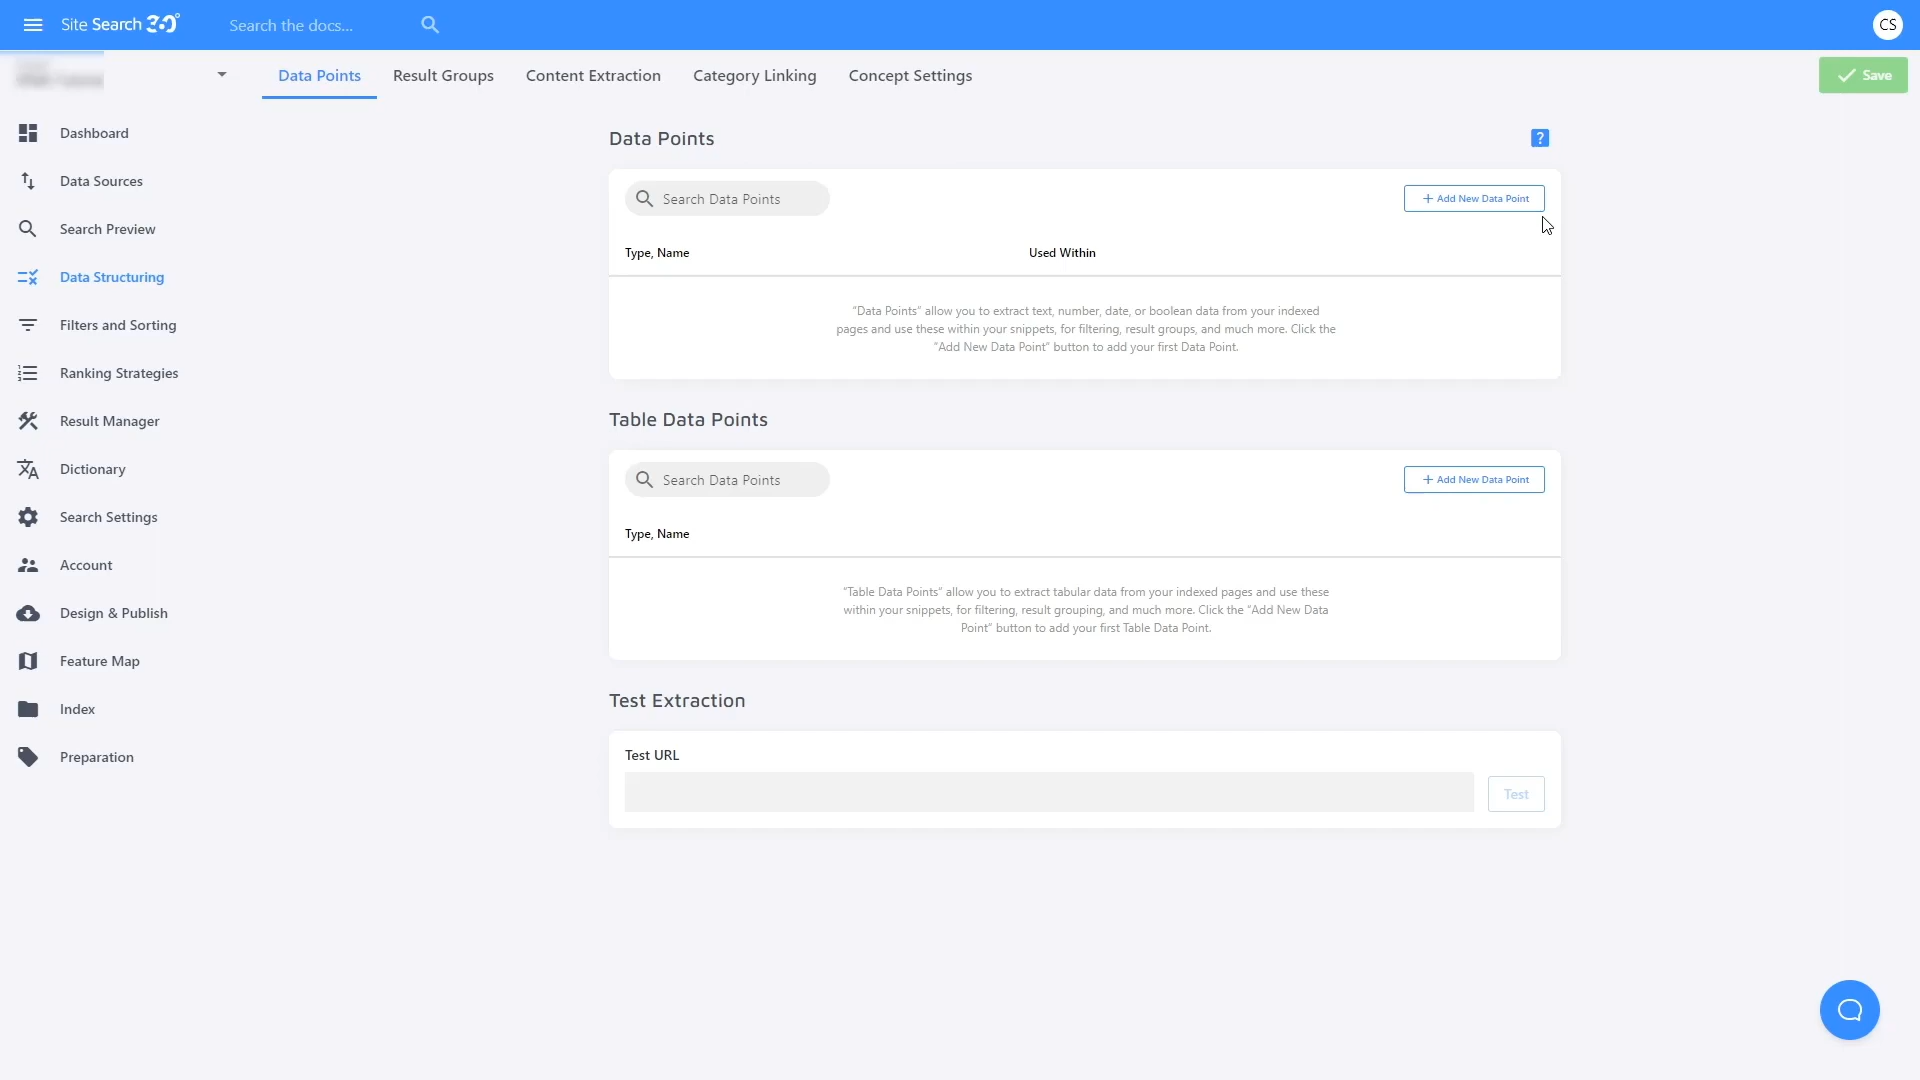 Site Search 360
Search the docs...
CS
Data Points
Result Groups
Content Extraction
Category Linking
Concept Settings
Save
Dashboard
Data Sources
Search Preview
Data Structuring
Filters and Sorting
Ranking Strategies
Result Manager
Dictionary
Search Settings
Account
Design & Publish
Feature Map
Index
Preparation
Data Points
?
Search Data Points
+ Add New Data Point
Type, Name
Used Within
"Data Points" allow you to extract text, number, date, or boolean data from your indexed
pages and use these within your snippets, for filtering, result groups, and much more. Click the
"Add New Data Point" button to add your first Data Point.
Table Data Points
Search Data Points
+ Add New Data Point
Type, Name
"Table Data Points" allow you to extract tabular data from your indexed pages and use these
within your snippets, for filtering, result grouping, and much more. Click the "Add New Data
Point" button to add your first Table Data Point.
Test Extraction
Test URL
Test